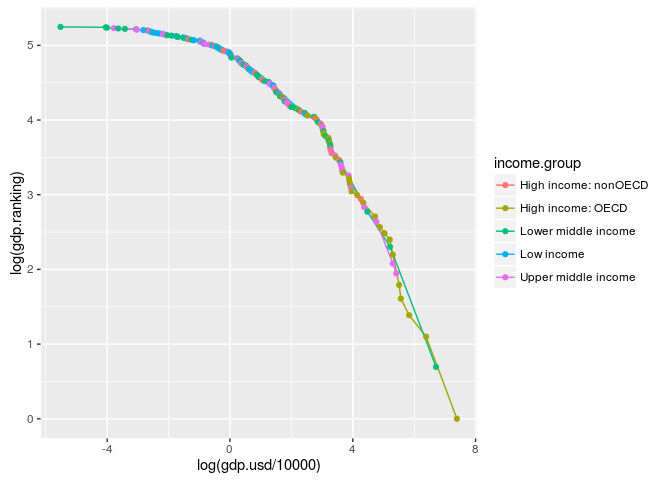 log(gdp.ranking)
5
4
3
2
1
0
-4
0
4
8
log(gdp.usd/10000)
income.group
High income: nonOECD
High income: OECD
Lower middle income
Low income
Upper middle income